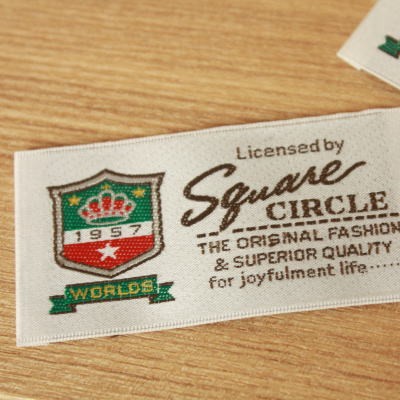 Licensed by
Square
CIRCLE
THE ORIGINAL FASHION
& SUPERIOR QUALITY
for joyfulment life.....
1957
WORLDS